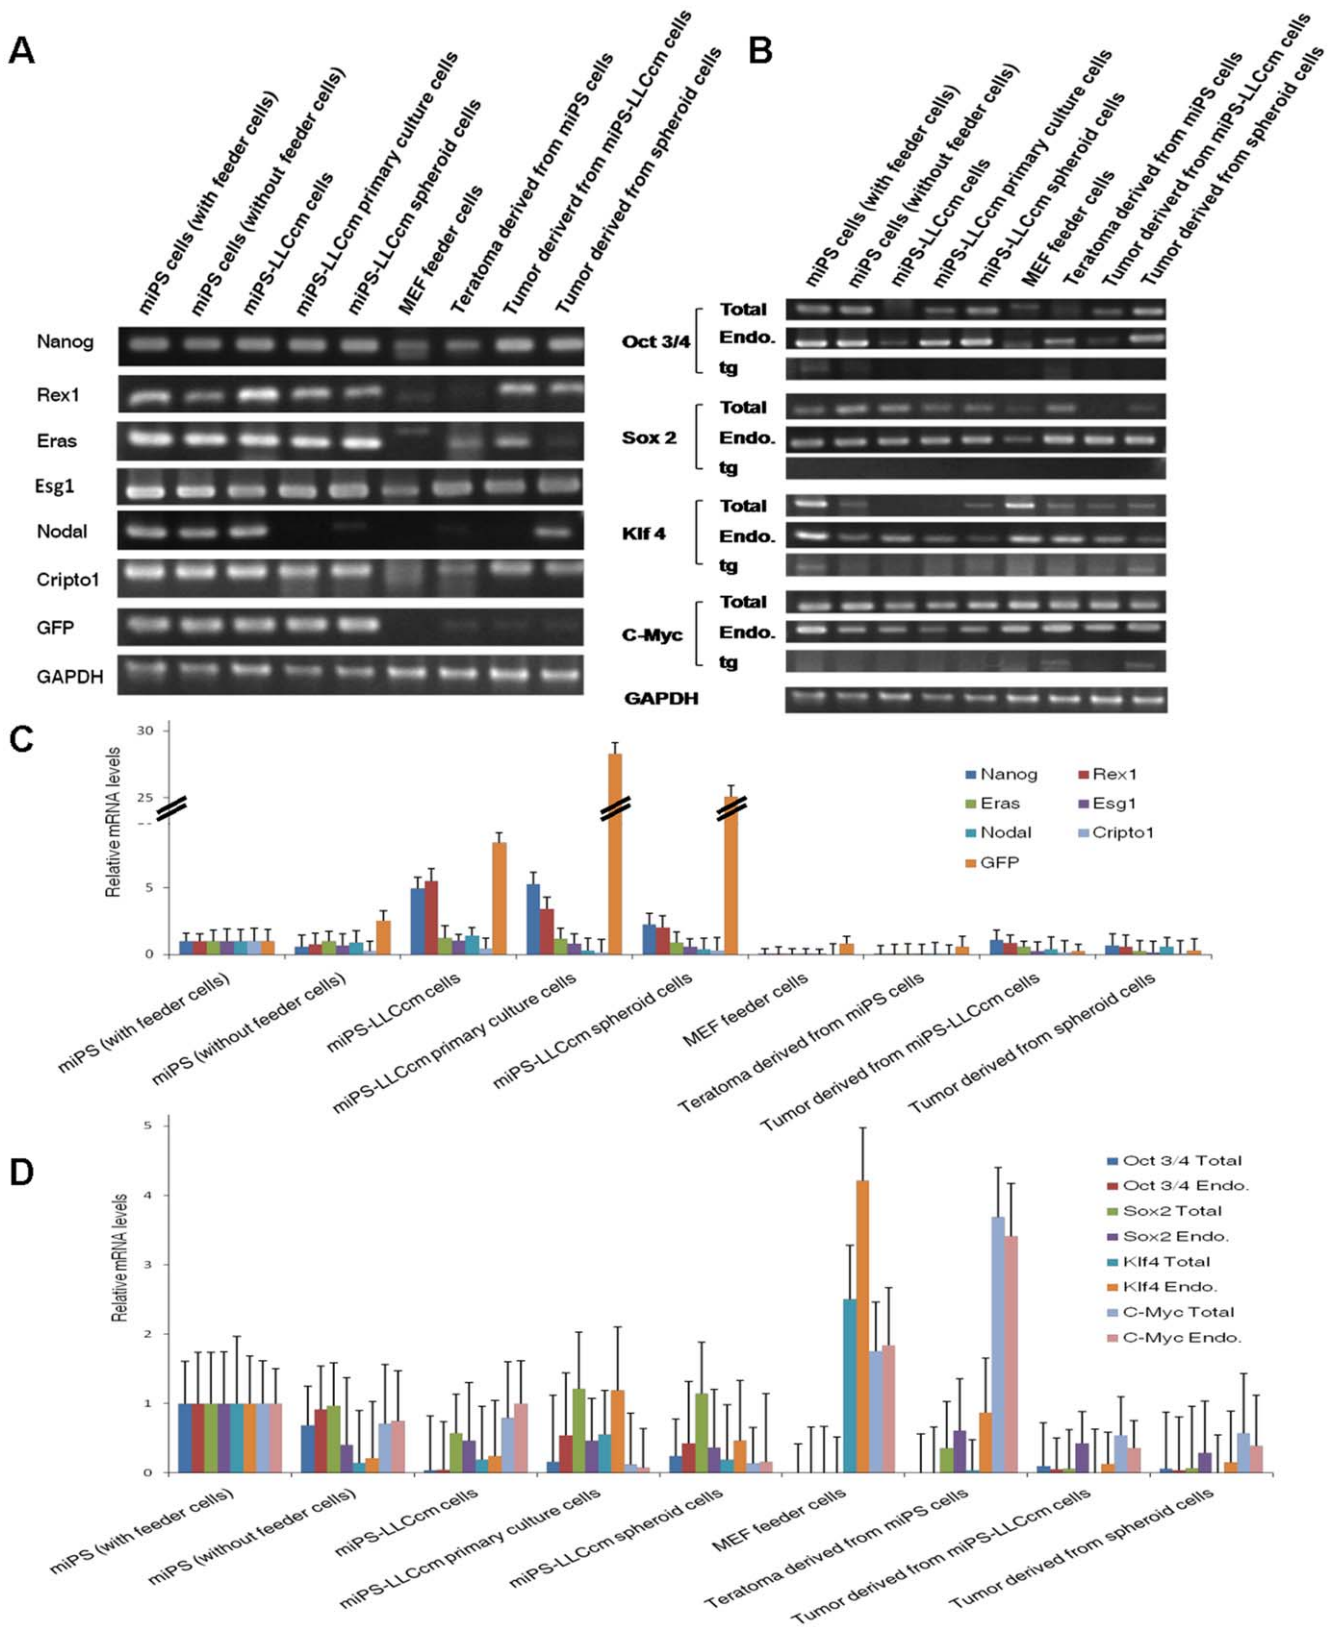 A
miPS cells (with feeder cells)
miPS cells (without feeder cells)
miPS-LLCcm cells
miPS-LLCcm primary culture cells
miPS-LLCcm spheroid cells
MEF feeder cells
Teratoma derived from miPS cells
Tumor deriverd from miPS-LLCcm cells
Tumor derived from spheroid cells
Nanog
Rex1
Eras
Esg1
Nodal
Cripto1
GFP
GAPDH
B
miPS cells (with feeder cells)
miPS cells (without feeder cells)
miPS-LLCcm cells
miPS-LLCcm primary culture cells
miPS-LLCcm spheroid cells
MEF feeder cells
Teratoma derived from miPS cells
Tumor deriverd from miPS-LLCcm cells
Tumor derived from spheroid cells
Oct 3/4
Total
Endo.
tg
Sox 2
Total
Endo.
tg
Klf 4
Total
Endo.
tg
C-Myc
Total
Endo.
tg
GAPDH
C
Relative mRNA levels
30
25
--
5
0
Nanog
Rex1
Eras
Esg1
Nodal
Cripto1
GFP
miPS (with feeder cells)
miPS (without feeder cells)
miPS-LLCcm cells
miPS-LLCcm primary culture cells
miPS-LLCcm spheroid cells
MEF feeder cells
Teratoma derived from miPS cells
Tumor derived from miPS-LLCcm cells
Tumor derived from spheroid cells
D
Relative mRNA levels
5
4
3
2
1
0
Oct 3/4 Total
Oct 3/4 Endo.
Sox2 Total
Sox2 Endo.
Klf4 Total
Klf4 Endo.
C-Myc Total
C-Myc Endo.
miPS (with feeder cells)
miPS (without feeder cells)
miPS-LLCcm cells
miPS-LLCcm primary culture cells
miPS-LLCcm spheroid cells
MEF feeder cells
Teratoma derived from miPS cells
Tumor derived from miPS-LLCcm cells
Tumor derived from spheroid cells